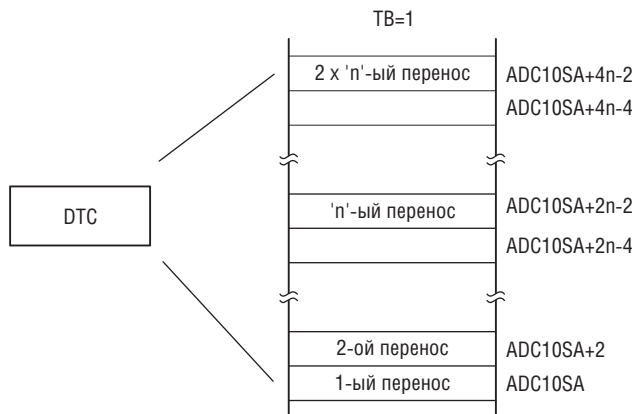 TB=1
2 x 'n'-ый перенос ADC10SA+4n-2
ADC10SA+4n-4
DTC
'n'-ый перенос ADC10SA+2n-2
ADC10SA+2n-4
2-ой перенос ADC10SA+2
1-ый перенос ADC10SA